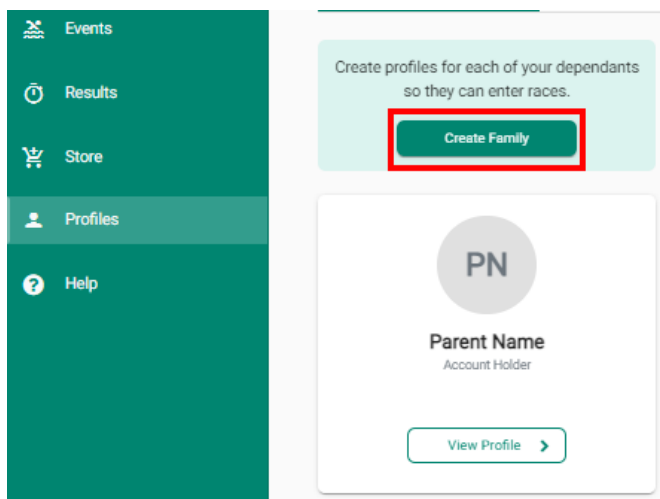 Events
Results
Store
Profiles
Help
Create profiles for each of your dependants
so they can enter races.
Create Family
PN
Parent Name
Account Holder
View Profile